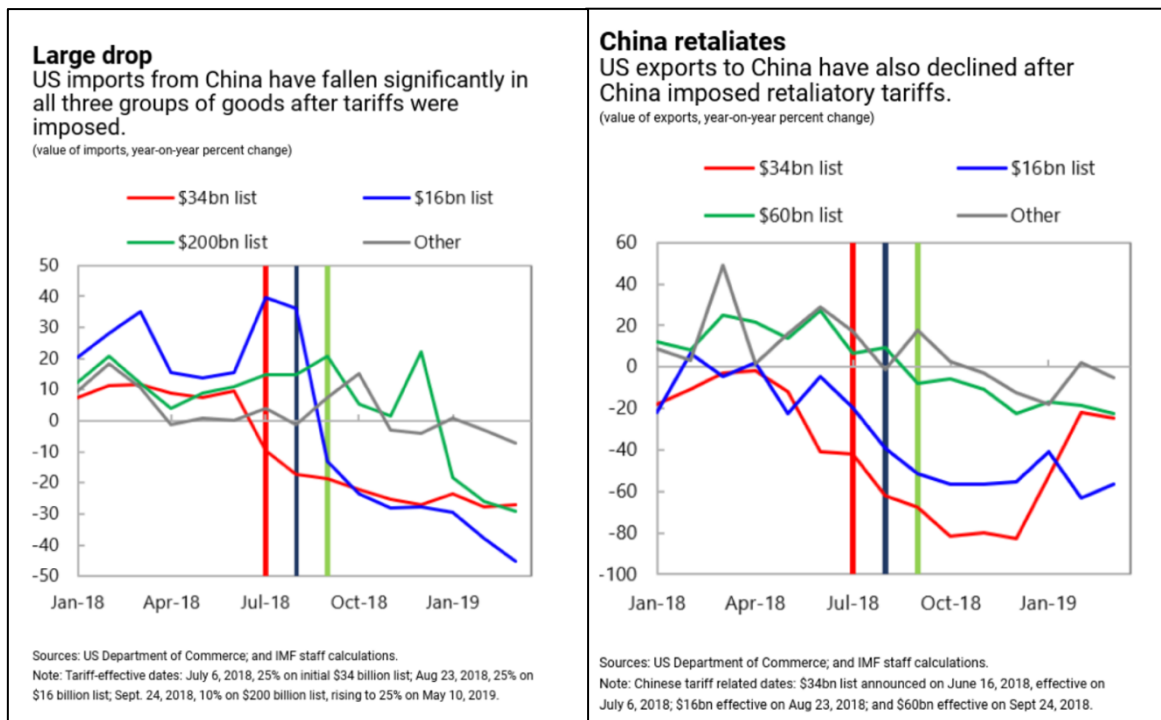 Large drop
US imports from China have fallen significantly in
all three groups of goods after tariffs were
imposed.
(value of imports, year-on-year percent change)
$34bn list
$16bn list
$200bn list
Other
50
40
30
20
10
0
-10
-20
-30
-40
-50
Jan-18
Apr-18
Jul-18
Oct-18
Jan-19
Sources: US Department of Commerce; and IMF staff calculations.
Note: Tariff-effective dates: July 6, 2018, 25% on initial $34 billion list; Aug 23, 2018, 25% on
$16 billion list; Sept. 24, 2018, 10% on $200 billion list, rising to 25% on May 10, 2019.
China retaliates
US exports to China have also declined after
China imposed retaliatory tariffs.
(value of exports, year-on-year percent change)
$34bn list
$16bn list
$60bn list
Other
60
40
20
0
-20
-40
-60
-80
-100
Jan-18
Apr-18
Jul-18
Oct-18
Jan-19
Sources: US Department of Commerce; and IMF staff calculations.
Note: Chinese tariff related dates: $34bn list announced on June 16, 2018, effective on
July 6, 2018; $16bn effective on Aug 23, 2018; and $60bn effective on Sept 24, 2018.